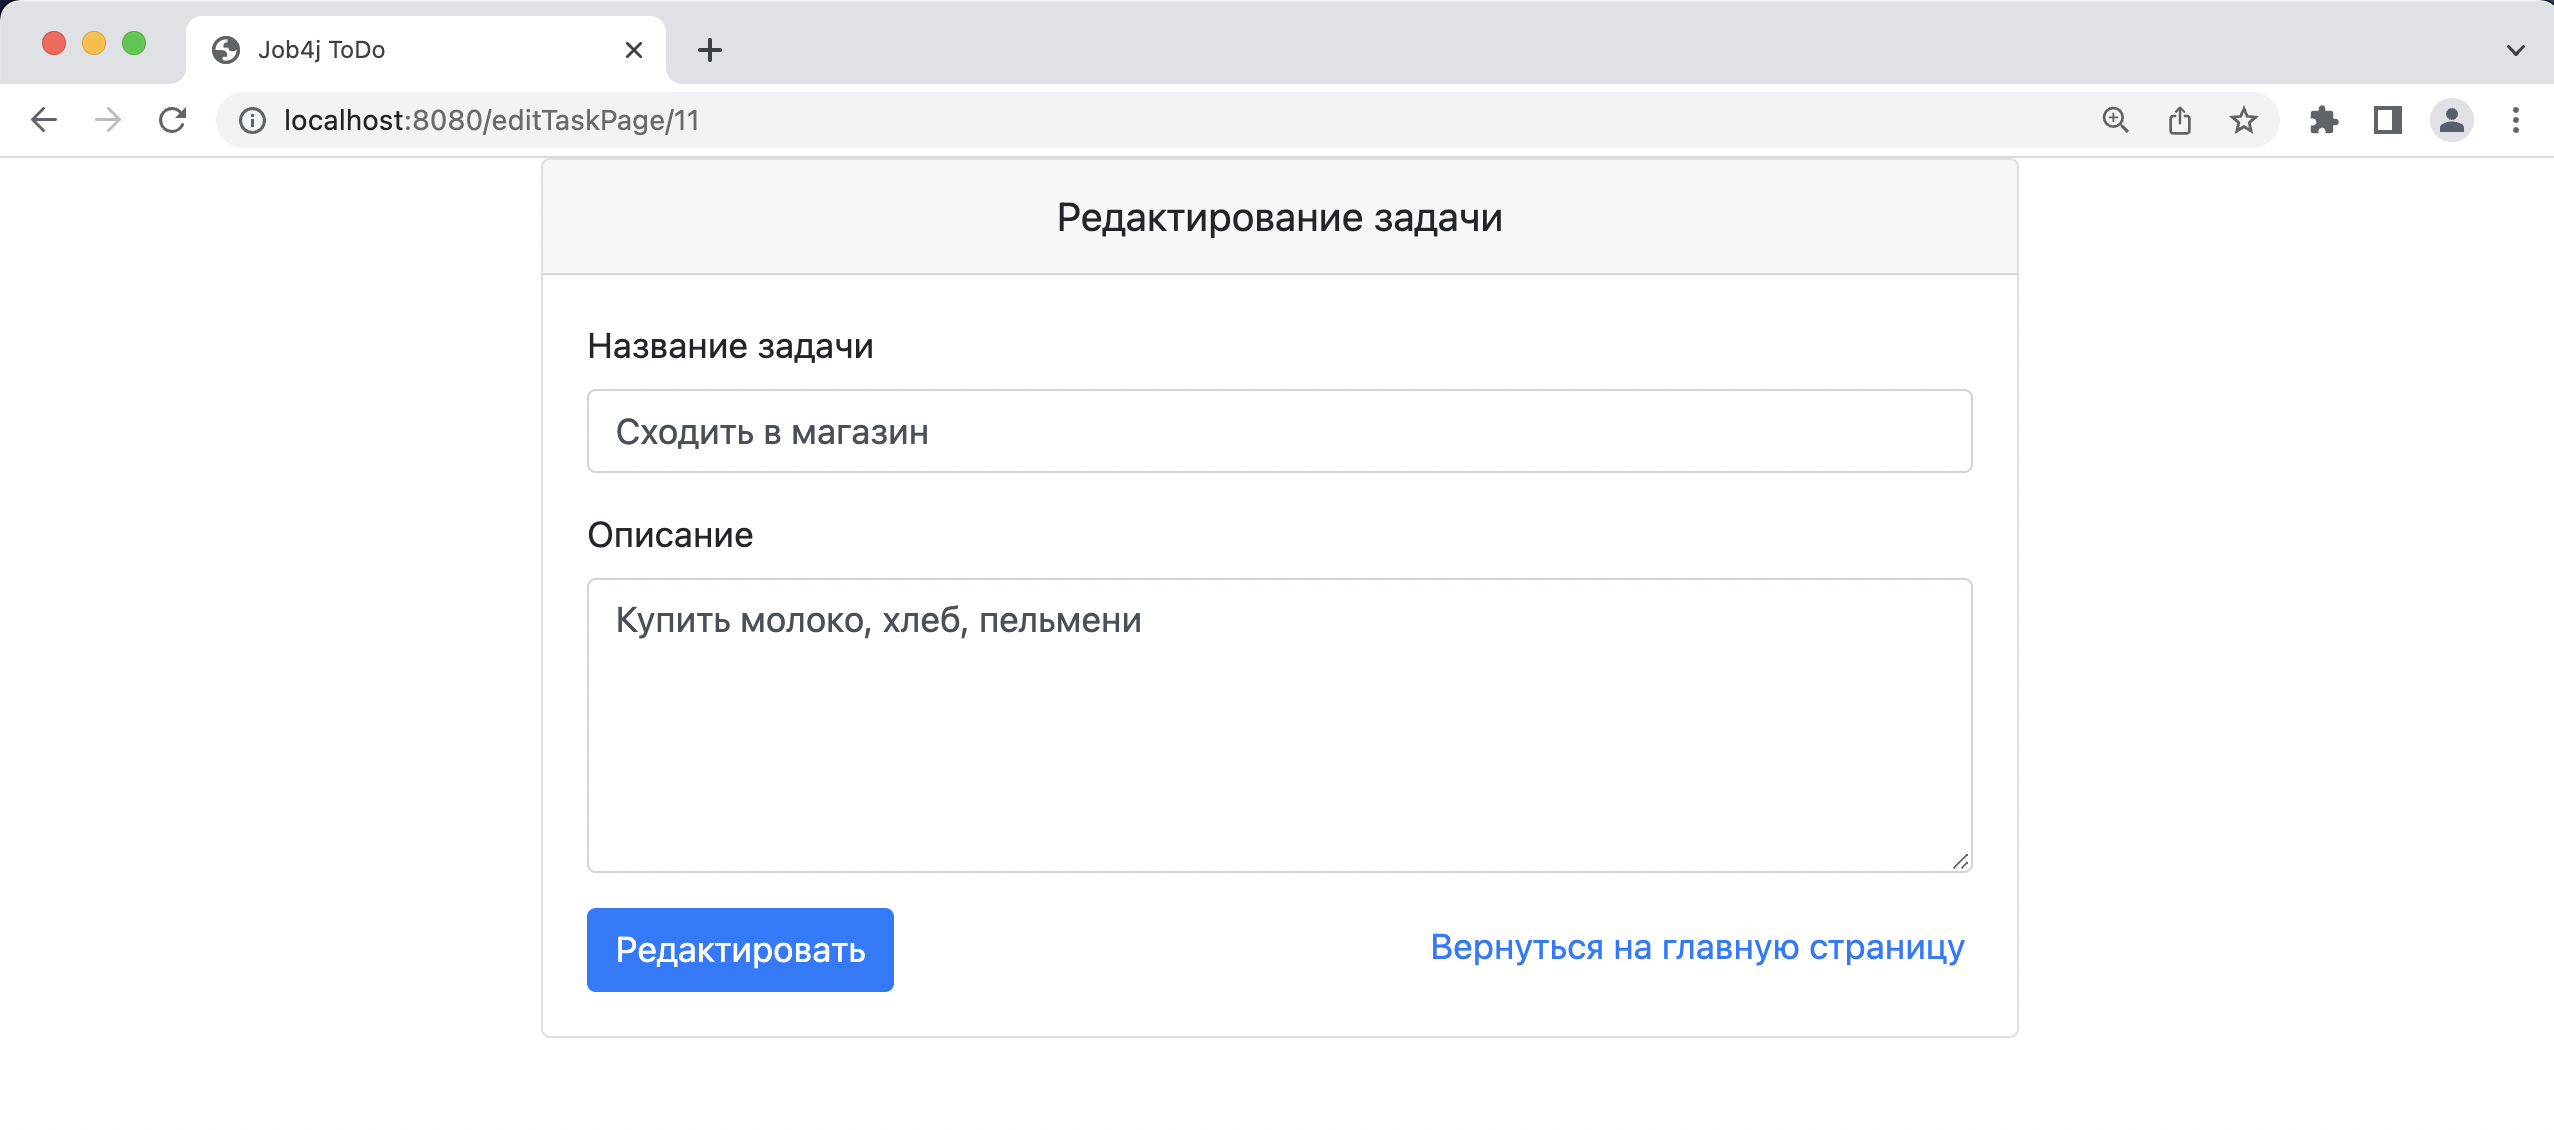 Job4j ToDo
localhost:8080/editTaskPage/11
Редактирование задачи
Название задачи
Сходить в магазин
Описание
Купить молоко, хлеб, пельмени
Редактировать
Вернуться на главную страницу